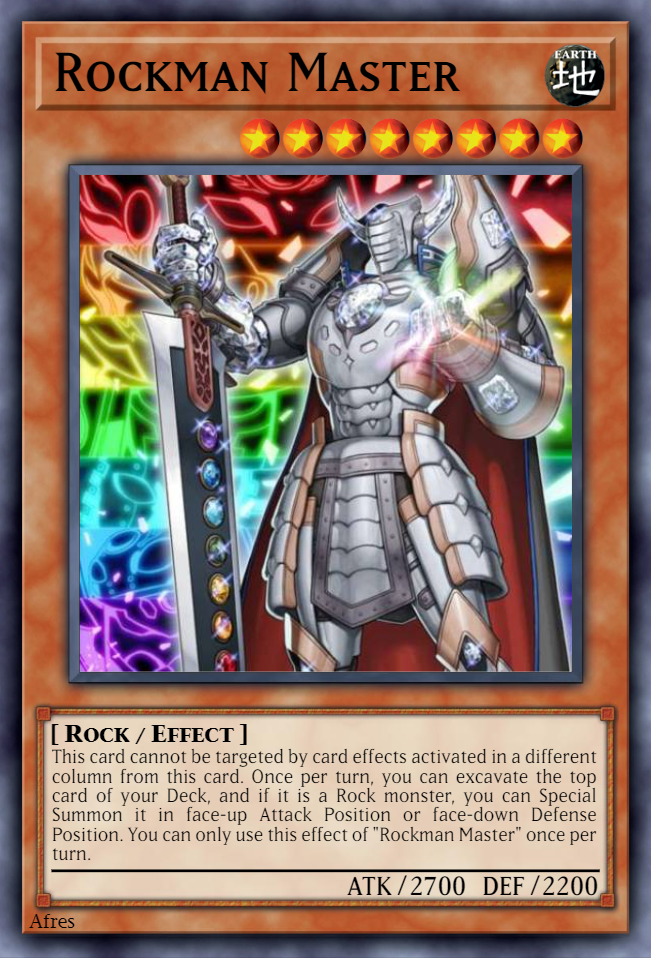 Rockman Master
EARTH
地
[ Rock / Effect ]
This card cannot be targeted by card effects activated in a different
column from this card. Once per turn, you can excavate the top
card of your Deck, and if it is a Rock monster, you can Special
Summon it in face-up Attack Position or face-down Defense
Position. You can only use this effect of "Rockman Master" once per
turn.
ATK / 2700 DEF / 2200
Afres